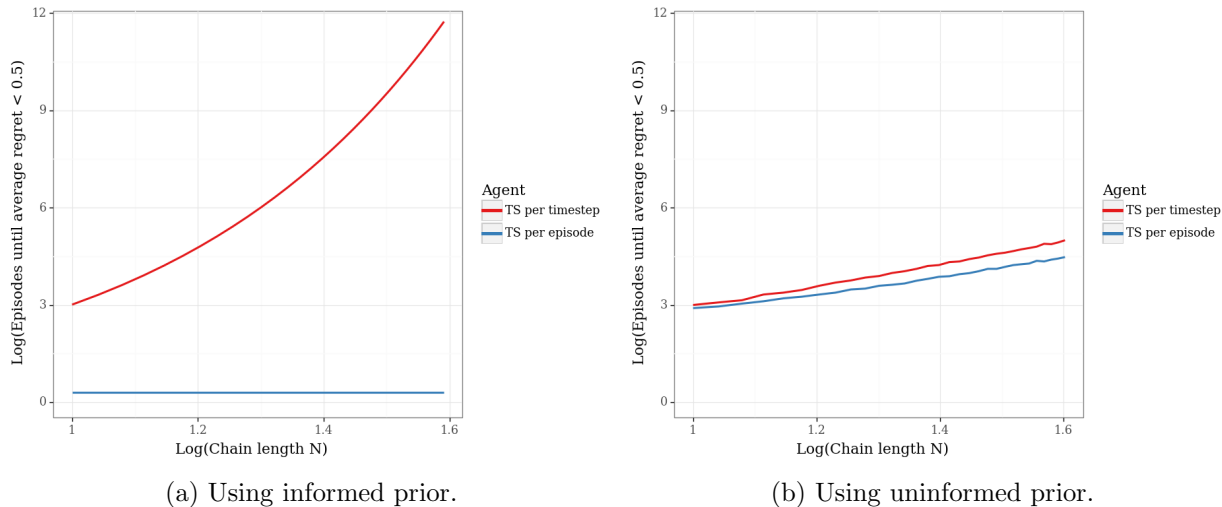 12
9
6
3
0
1
1.2
1.4
1.6
Log(Episodes until average regret < 0.5)
Log(Chain length N)
Agent
TS per timestep
TS per episode
(a) Using informed prior.
12
9
6
3
0
1
1.2
1.4
1.6
Log(Episodes until average regret < 0.5)
Log(Chain length N)
Agent
TS per timestep
TS per episode
(b) Using uninformed prior.